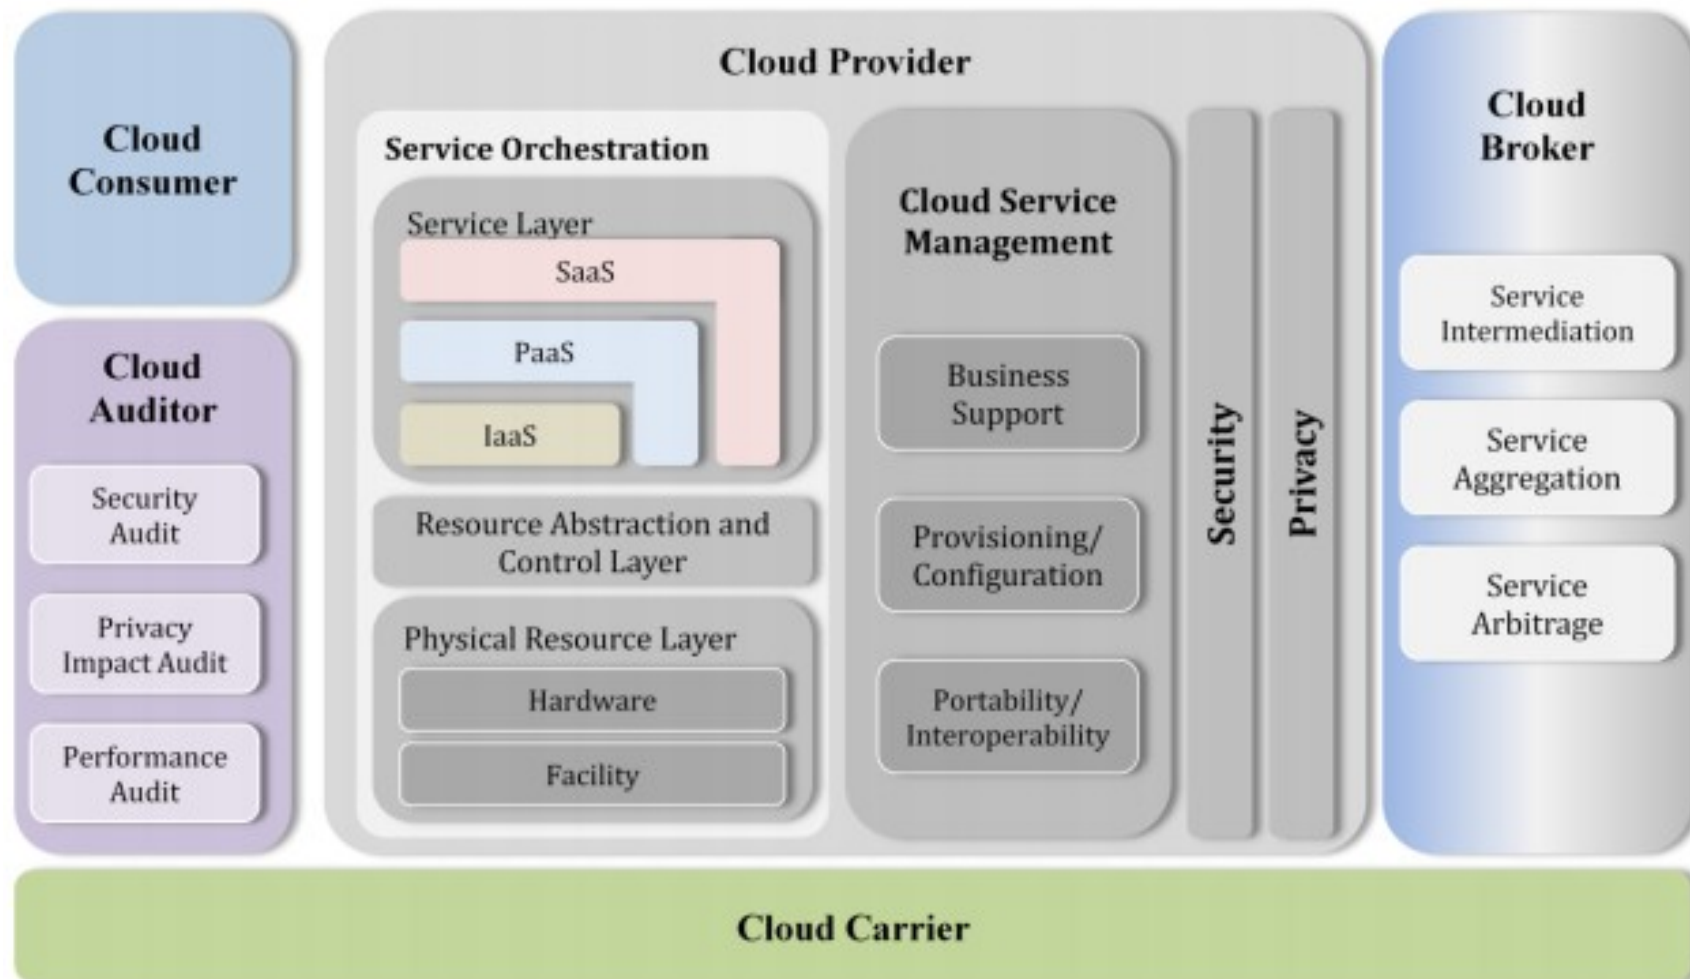 Cloud
Consumer
Cloud
Auditor
Security
Audit
Privacy
Impact Audit
Performance
Audit
Cloud Provider
Service Orchestration
Service Layer
SaaS
PaaS
IaaS
Resource Abstraction and
Control Layer
Physical Resource Layer
Hardware
Facility
Cloud Service
Management
Business
Support
Provisioning/
Configuration
Portability/
Interoperability
Security
Privacy
Cloud
Broker
Service
Intermediation
Service
Aggregation
Service
Arbitrage
Cloud Carrier